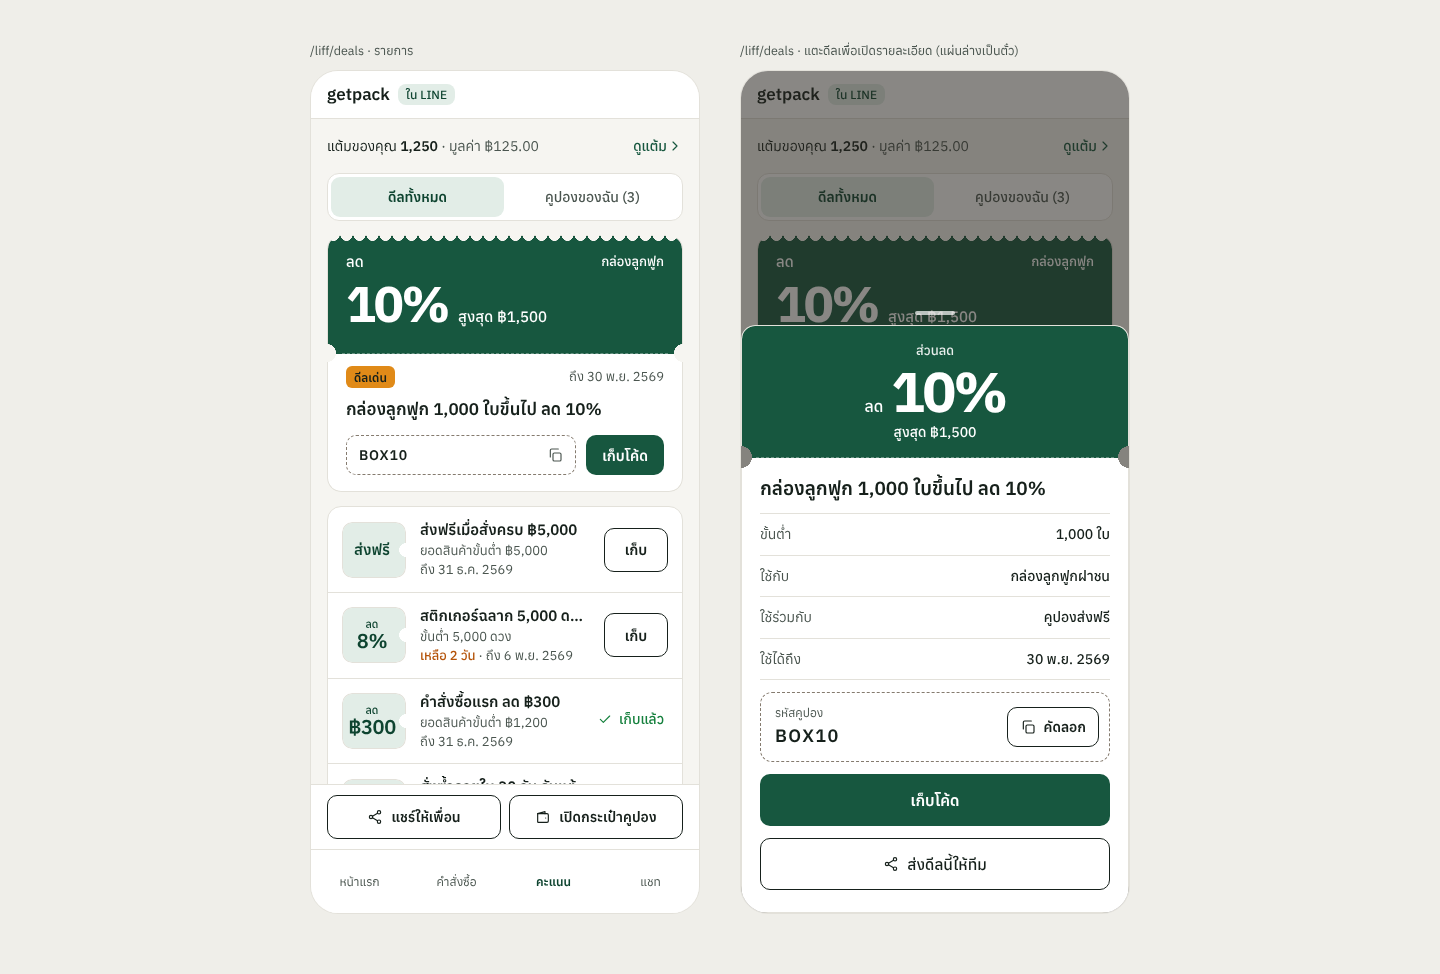 /liff/deals · รายการ
getpack ใน LINE
แต้มของคุณ 1,250 · มูลค่า ฿125.00 ดูแต้ม
ดีลทั้งหมด คูปองของฉัน (3)
ลด กล่องลูกฟูก
10% สูงสุด ฿1,500
ดีลเด่น ถึง 30 พ.ย. 2569
กล่องลูกฟูก 1,000 ใบขึ้นไป ลด 10%
BOX10 เก็บโค้ด
ส่งฟรี
ส่งฟรีเมื่อสั่งครบ ฿5,000
ยอดสินค้าขั้นต่ำ ฿5,000
ถึง 31 ธ.ค. 2569
เก็บ
ลด
8%
สติกเกอร์ฉลาก 5,000 ด...
ขั้นต่ำ 5,000 ดวง
เหลือ 2 วัน · ถึง 6 พ.ย. 2569
เก็บ
ลด
฿300
คำสั่งซื้อแรก ลด ฿300
ยอดสินค้าขั้นต่ำ ฿1,200
ถึง 31 ธ.ค. 2569
เก็บแล้ว
แชร์ให้เพื่อน เปิดกระเป๋าคูปอง
หน้าแรก คำสั่งซื้อ คะแนน แชท
/liff/deals · แตะดีลเพื่อเปิดรายละเอียด (แผ่นล่างเป็นตั๋ว)
getpack ใน LINE
แต้มของคุณ 1,250 · มูลค่า ฿125.00 ดูแต้ม
ดีลทั้งหมด คูปองของฉัน (3)
ลด กล่องลูกฟูก
10% สูงสุด ฿1,500
ส่วนลด
ลด 10%
สูงสุด ฿1,500
กล่องลูกฟูก 1,000 ใบขึ้นไป ลด 10%
ขั้นต่ำ 1,000 ใบ
ใช้กับ กล่องลูกฟูกฝาชน
ใช้ร่วมกับ คูปองส่งฟรี
ใช้ได้ถึง 30 พ.ย. 2569
รหัสคูปอง
BOX10
คัดลอก
เก็บโค้ด
ส่งดีลนี้ให้ทีม